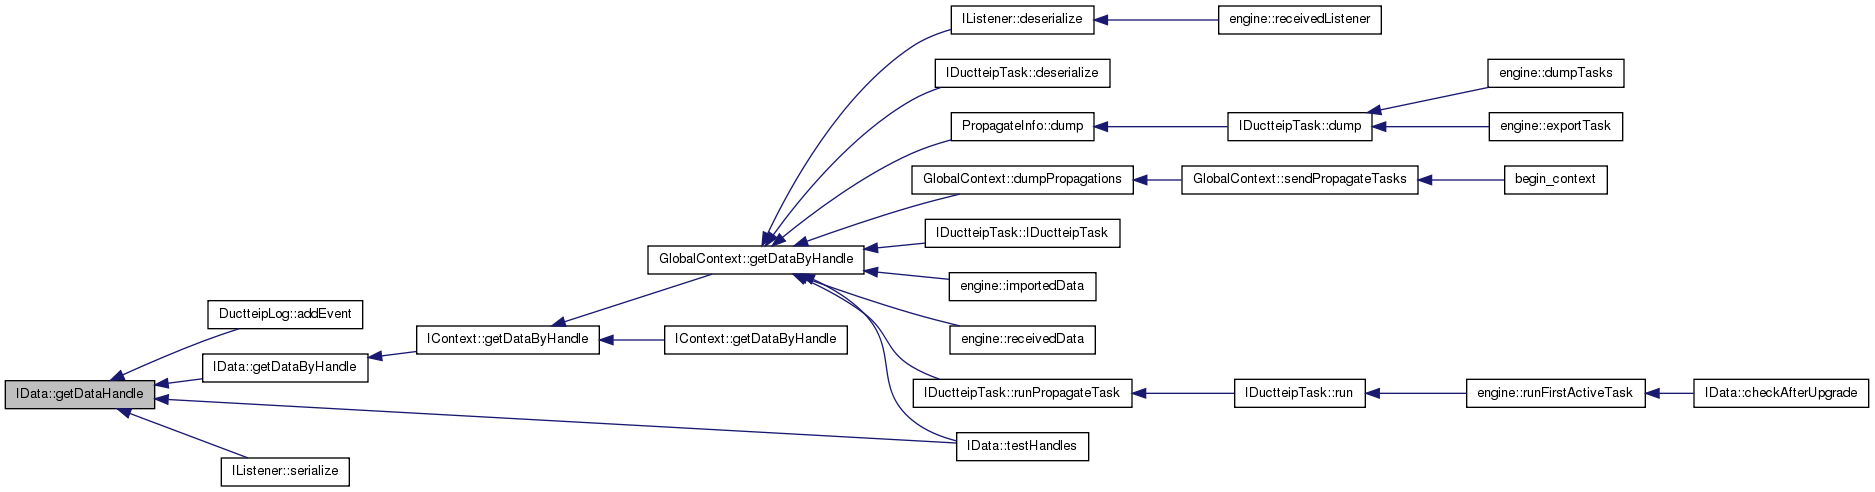 IListener::deserialize
engine::receivedListener
IDuctteipTask::deserialize
engine::dumpTasks
PropagateInfo::dump
IDuctteipTask::dump
engine::exportTask
GlobalContext::dumpPropagations
GlobalContext::sendPropagateTasks
begin_context
IDuctteipTask::IDuctteipTask
GlobalContext::getDataByHandle
engine::importedData
DuctteipLog::addEvent
IContext::getDataByHandle
IContext::getDataByHandle
engine::receivedData
IData::getDataByHandle
IData::getDataHandle
IDuctteipTask::runPropagateTask
IDuctteipTask::run
engine::runFirstActiveTask
IData::checkAfterUpgrade
IData::testHandles
IListener::serialize